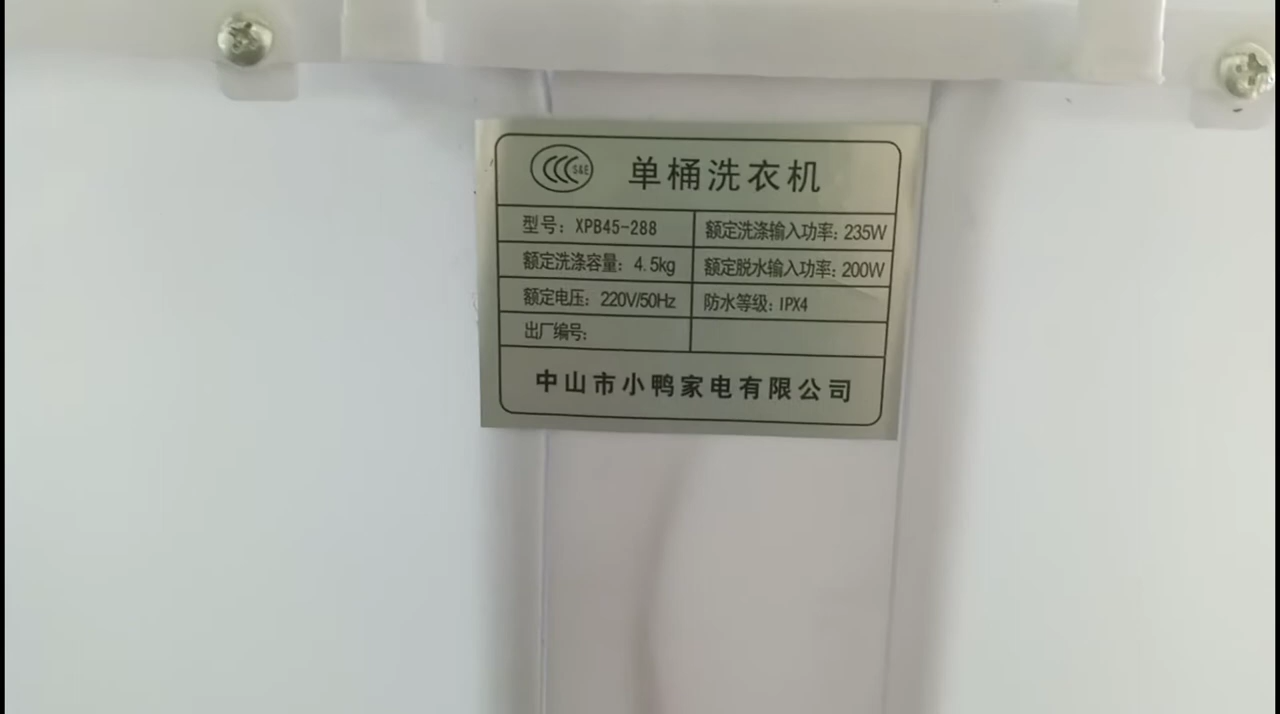 CCC S&E 单桶洗衣机
型号：XPB45-288 额定洗涤输入功率：235W
额定洗涤容量：4.5kg 额定脱水输入功率：200W
额定电压：220V/50Hz 防水等级：IPX4
出厂编号：
中山市小鸭家电有限公司